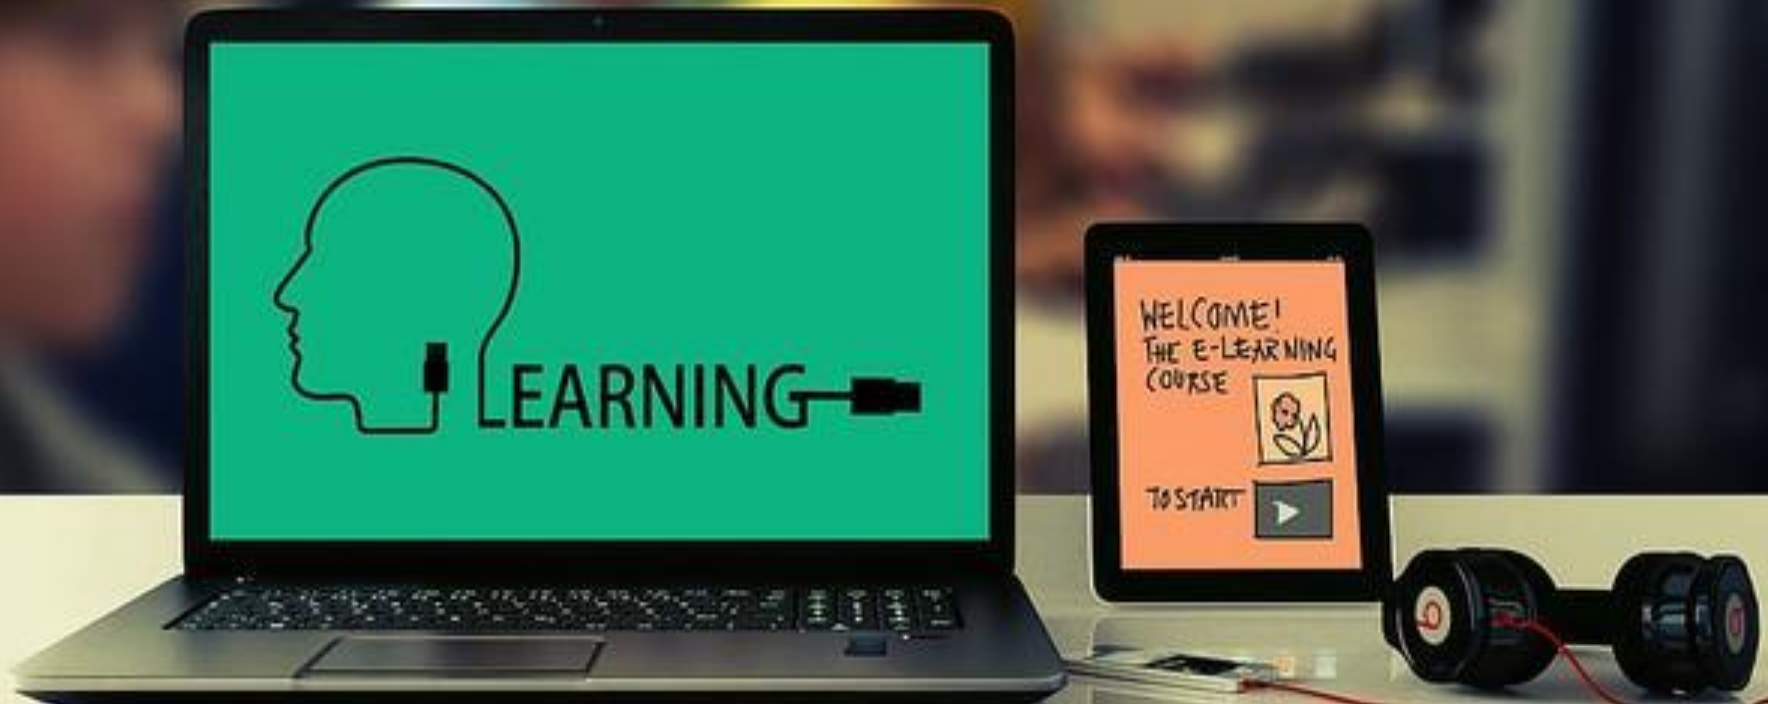 LEARNING
WELCOME!
THE E-LEARNING
COURSE
TO START